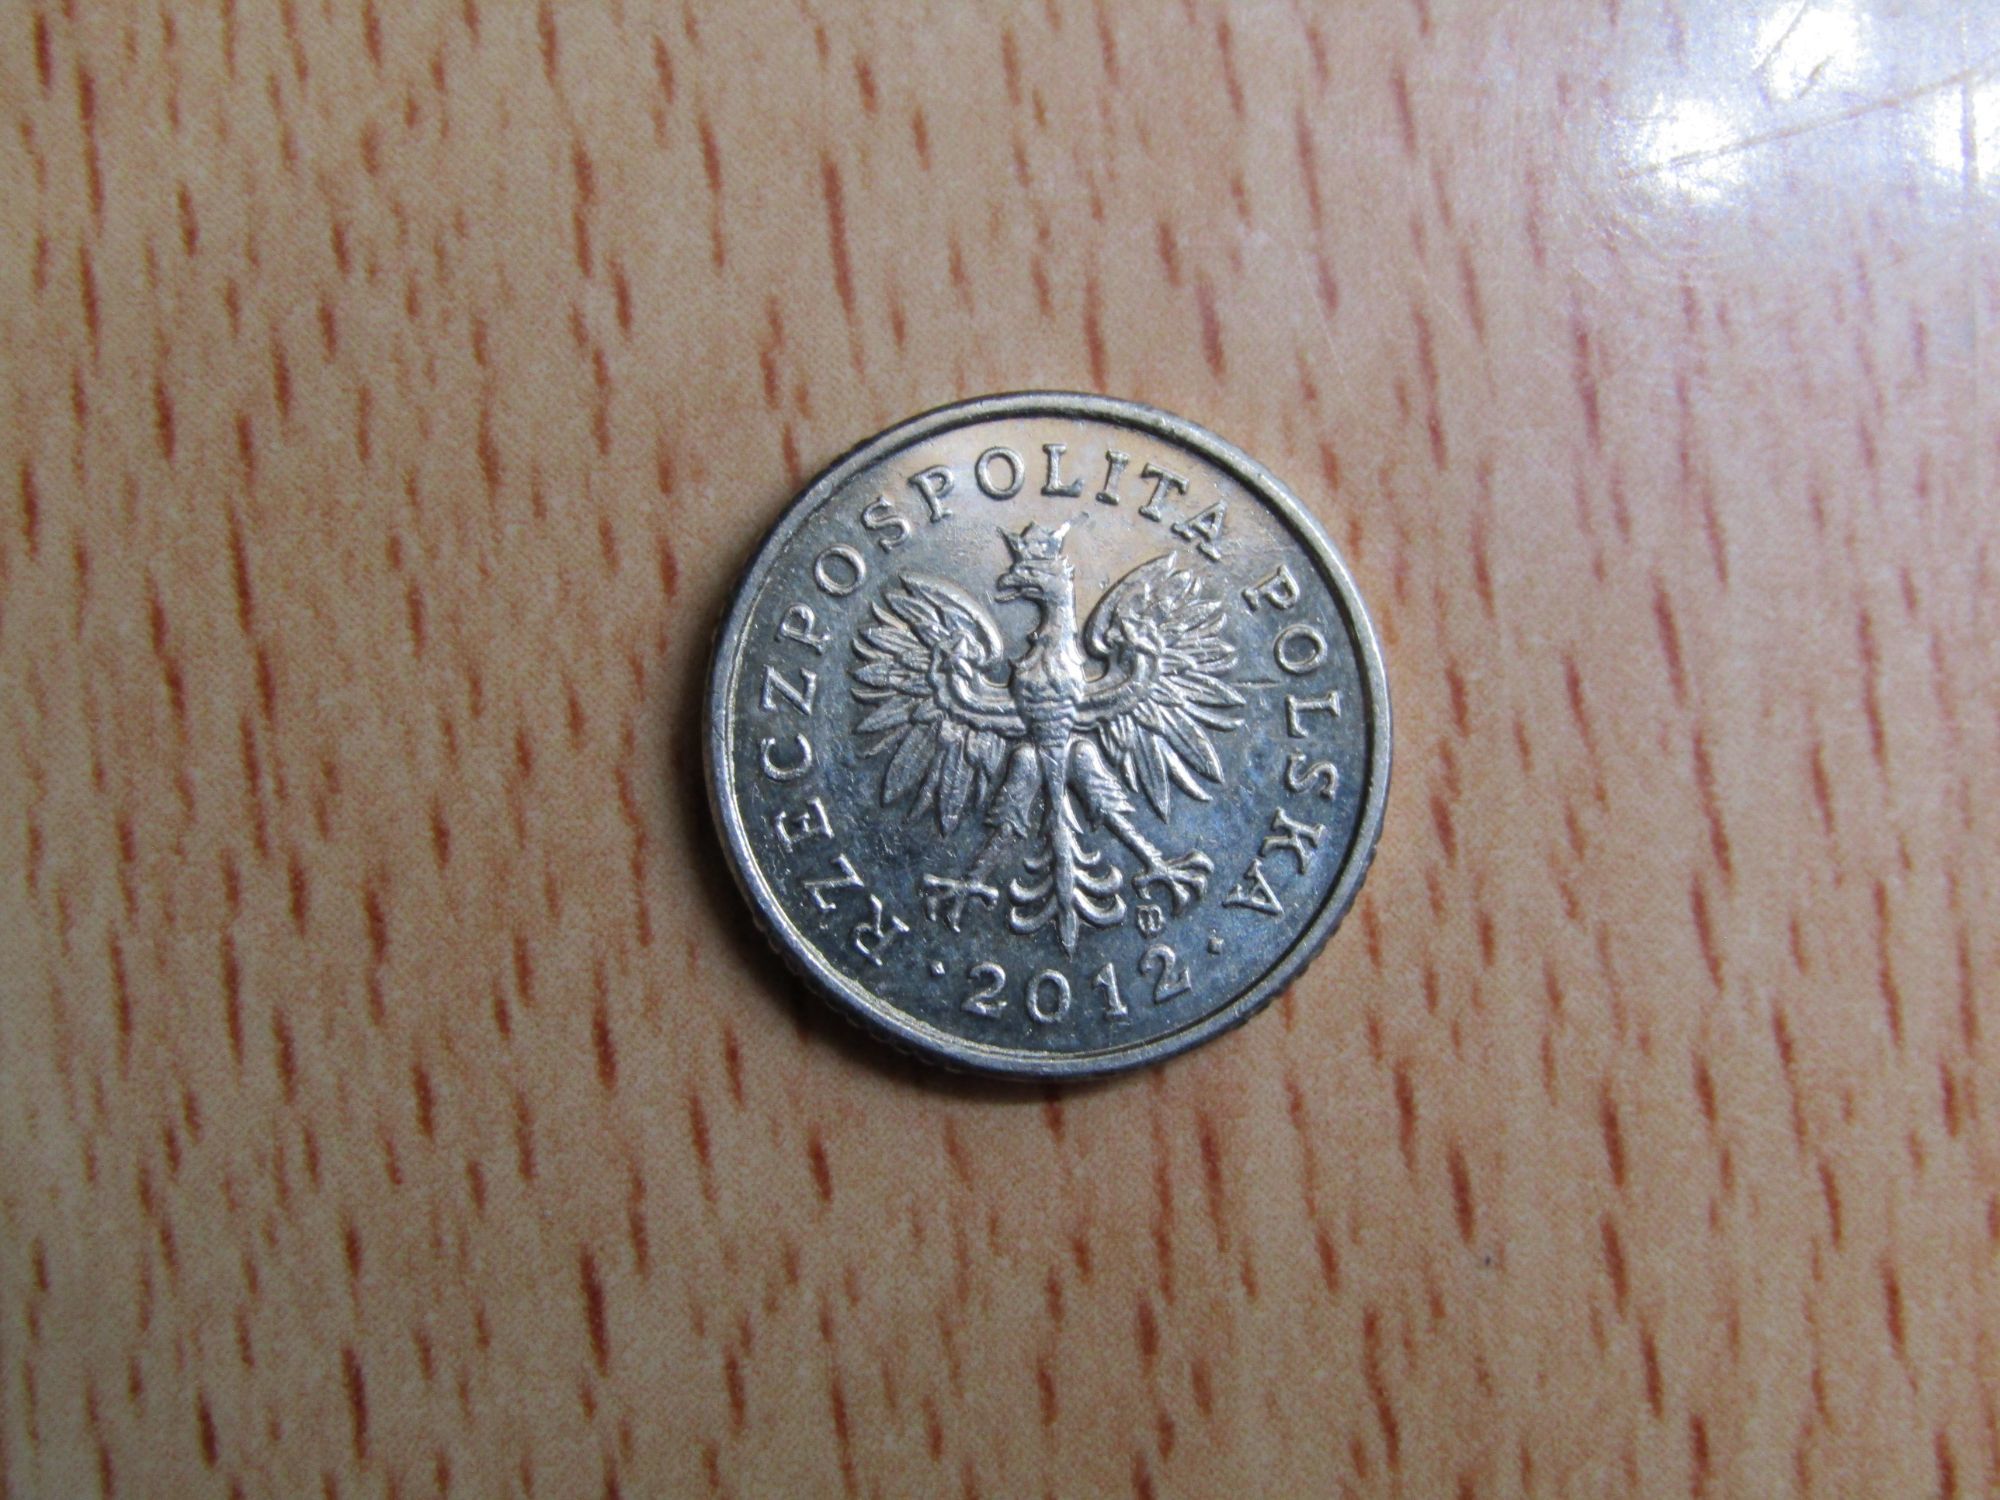 RZECZPOSPOLITA POLSKA
· 2012 ·